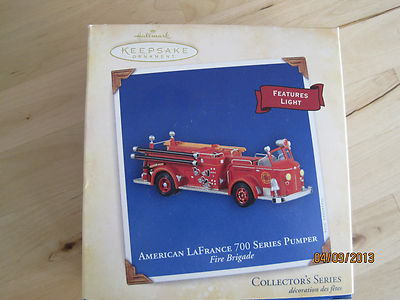 Hallmark
KEEPSAKE
ORNAMENT
FEATURES
LIGHT
AMERICAN LAFRANCE 700 SERIES PUMPER
Fire Brigade
COLLECTOR'S SERIES
décoration des fêtes
04/09/2013